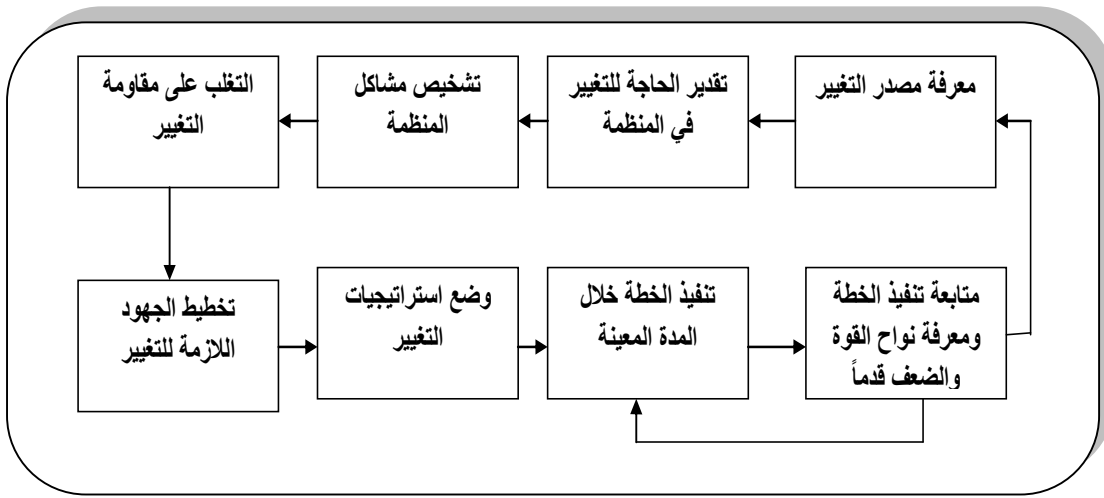 معرفة مصدر التغيير
تقدير الحاجة للتغيير
في المنظمة
تشخيص مشاكل
المنظمة
التغلب على مقاومة
التغيير
تخطيط الجهود
اللازمة للتغيير
وضع استراتيجيات
التغيير
تنفيذ الخطة خلال
المدة المعينة
متابعة تنفيذ الخطة
ومعرفة نواح القوة
والضعف قدماً